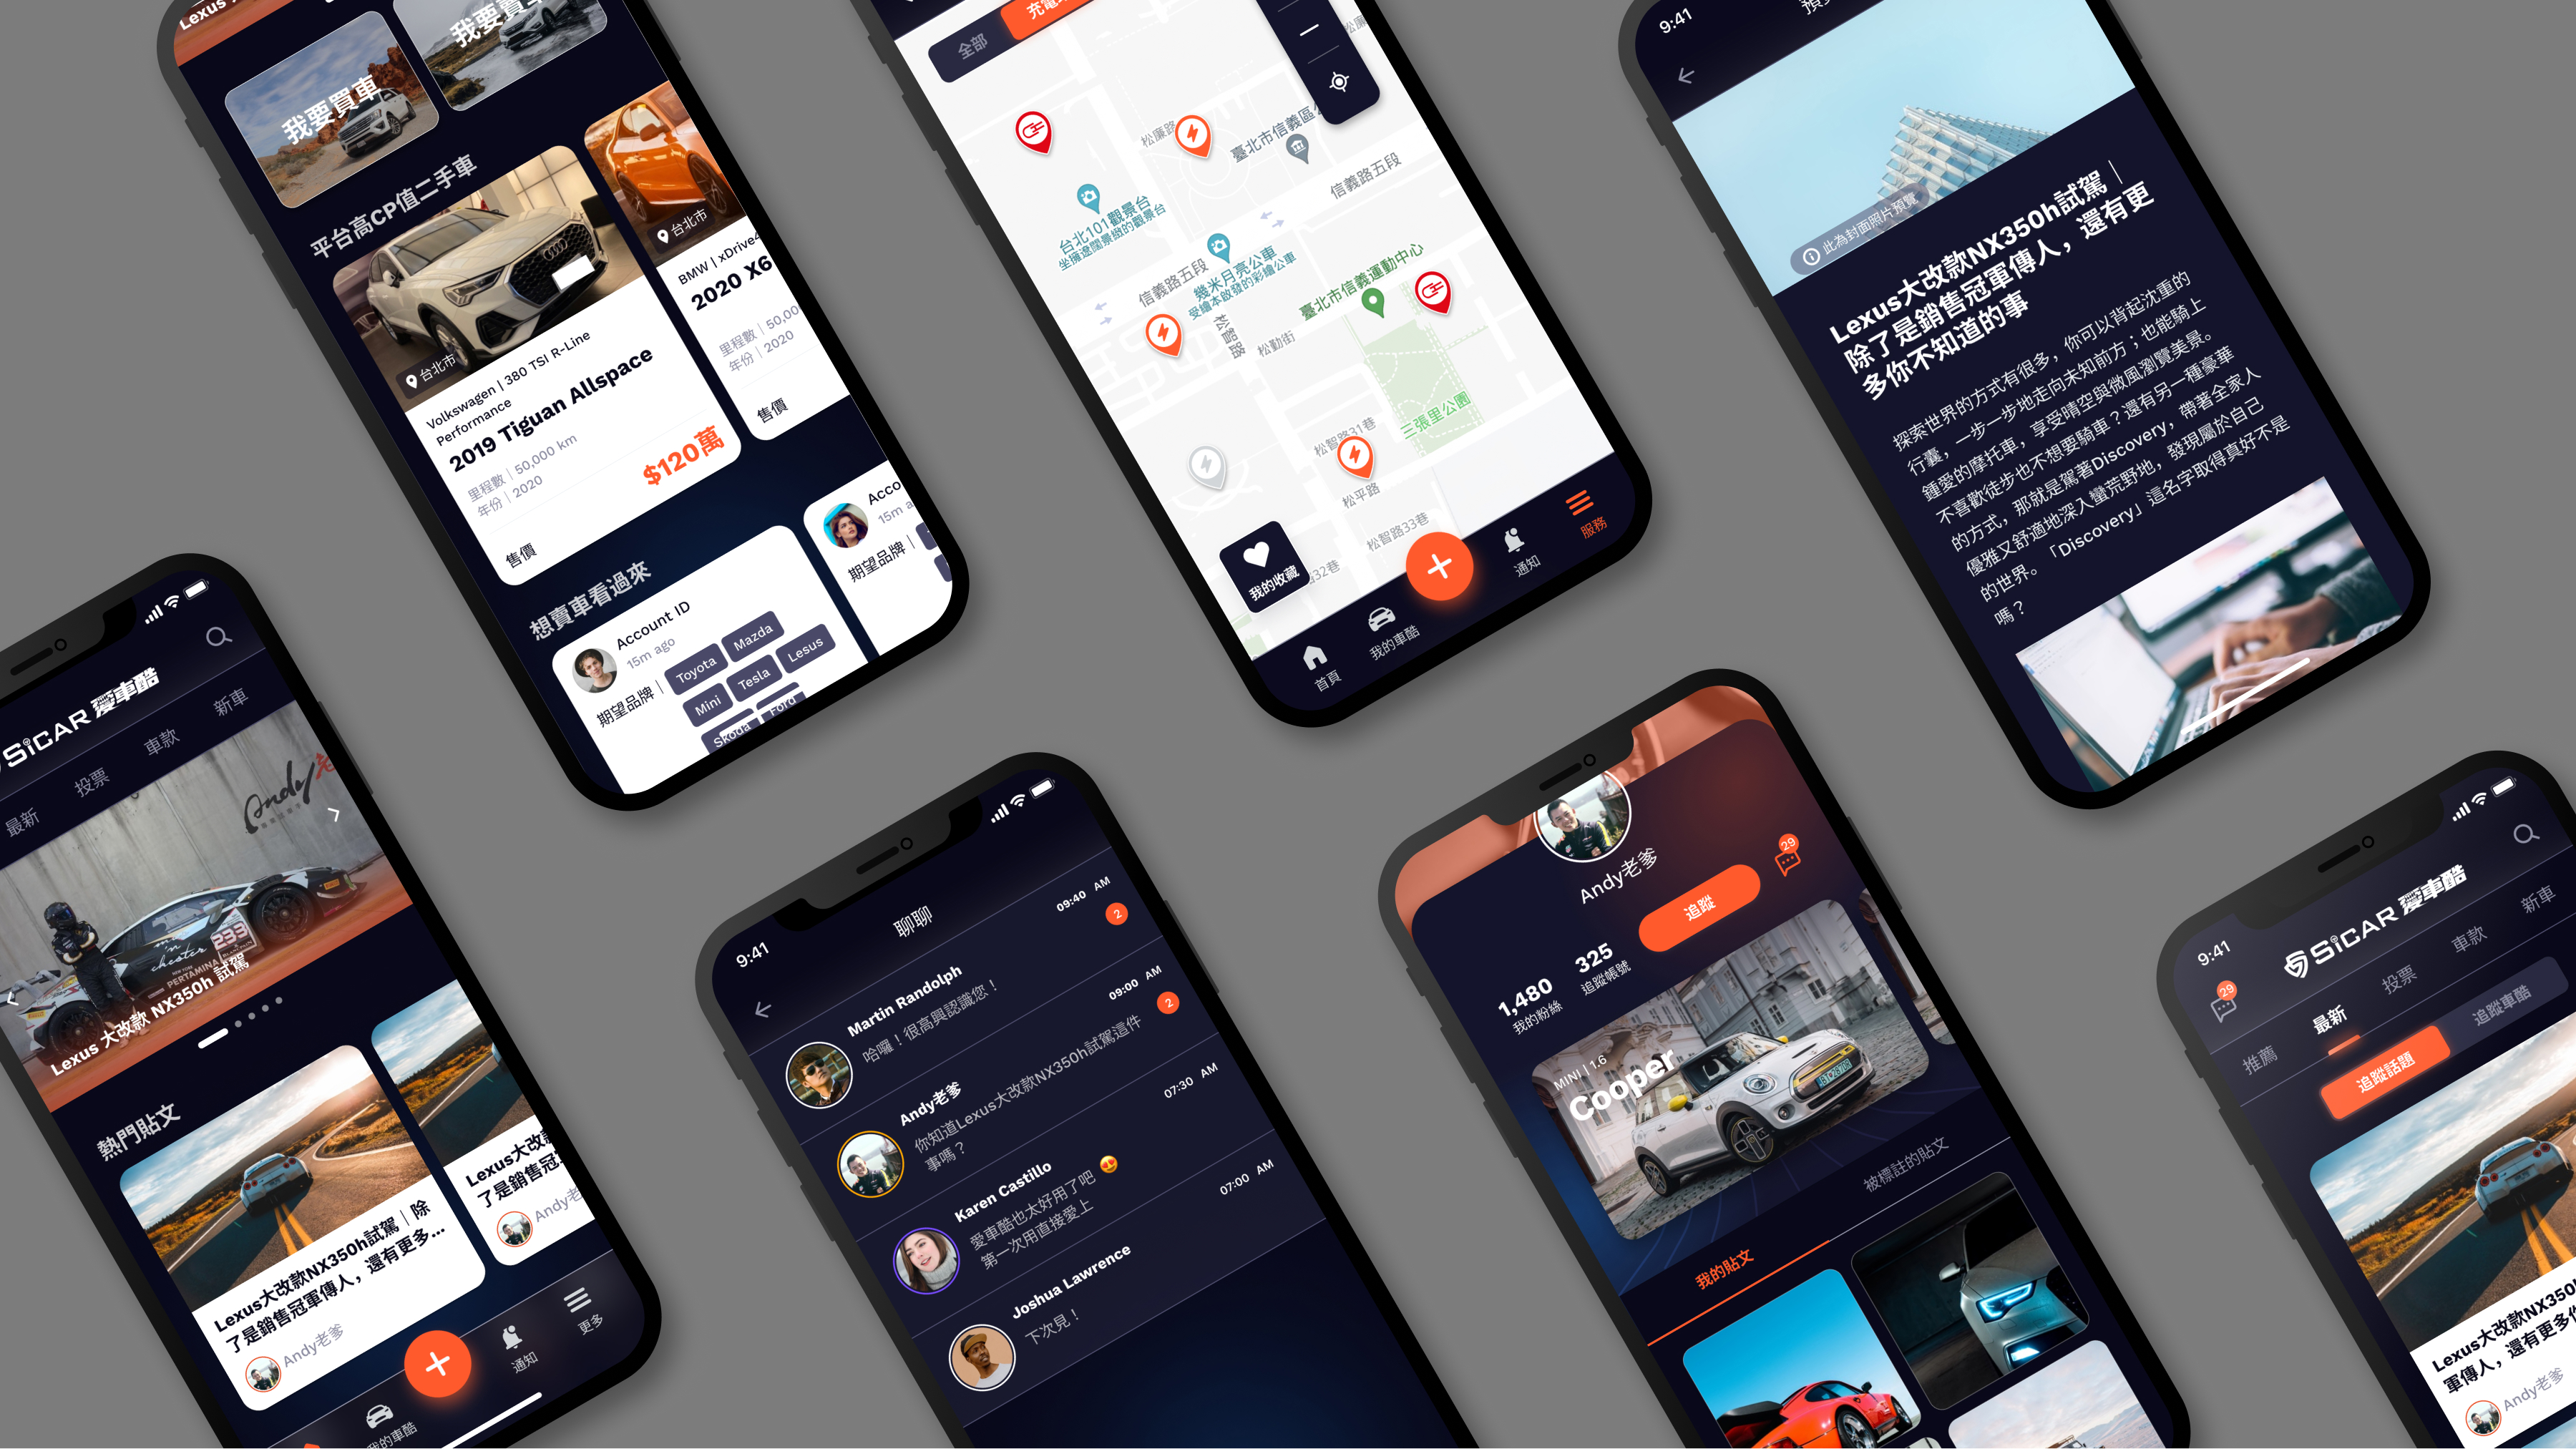 Lexus
我要買車
我要買車
平台高CP值二手車
台北市
Volkswagen | 380 TSI R-Line
Performance
2019 Tiguan Allspace
里程數｜50,000 km
年份｜2020
售價
$120萬
台北市
BMW | xDrive4
2020 X6
里程數｜50,00
年份｜2020
售價
想賣車看過來
Account ID
15m ago
期望品牌｜
Toyota
Mazda
Mini
Tesla
Lesus
Skoda
Ford
Acco
15m a
期望品牌｜
全部
松廉路
臺北市信義區
信義路五段
台北101觀景台
坐擁遼闊景緻的觀景台
信義路五段
幾米月亮公車
受繪本啟發的彩繪公車
臺北市信義運動中心
松智路
松勤街
三張里公園
松智路31巷
松平路
松智路33巷
32巷
我的收藏
首頁
我的車酷
通知
服務
9:41
此為封面照片預覽
Lexus大改款NX350h試駕｜
除了是銷售冠軍傳人，還有更
多你不知道的事
探索世界的方式有很多，你可以背起沈重的
行囊，一步一步地走向未知前方；也能騎上
鍾愛的摩托車，享受晴空與微風瀏覽美景。
不喜歡徒步也不想要騎車？還有另一種豪華
的方式，那就是駕著Discovery，帶著全家人
優雅又舒適地深入蠻荒野地，發現屬於自己
的世界。「Discovery」這名字取得真好不是
嗎？
SiCAR 愛車酷
最新
投票
車款
新車
Andy老
chester
233
PERTAMINA
Lexus 大改款 NX350h 試駕
熱門貼文
Lexus大改款NX350h試駕｜除
了是銷售冠軍傳人，還有更多...
Andy老爹
Lexus大改款
了是銷售冠
Andy
我的車酷
通知
更多
9:41
聊聊
Martin Randolph
哈囉！很高興認識您！
09:40 AM
2
Andy老爹
你知道Lexus大改款NX350h試駕這件
事嗎？
09:00 AM
2
Karen Castillo
愛車酷也太好用了吧
第一次用直接愛上
07:30 AM
Joshua Lawrence
下次見！
07:00 AM
Andy老爹
1,480
我的粉絲
325
追蹤帳號
追蹤
29
MINI | 1.6
Cooper
我的貼文
被標註的貼文
9:41
29
SiCAR 愛車酷
推薦
最新
投票
車款
新車
追蹤話題
追蹤車酷
Lexus大改款NX350
軍傳人，還有更多
Andy老爹